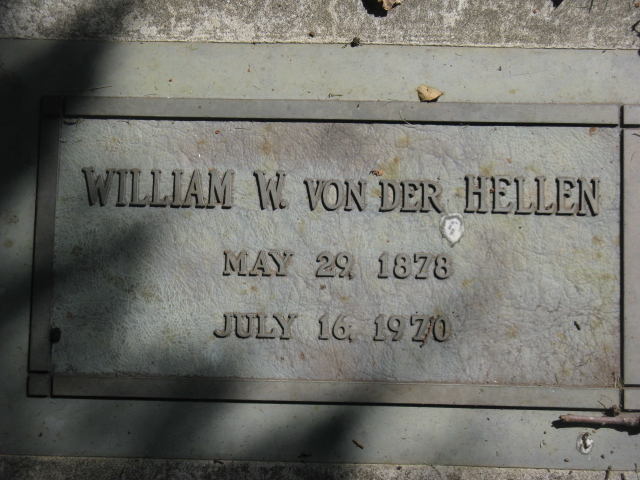 WILLIAM W. VON DER HELLEN
MAY 29, 1878
JULY 16, 1970